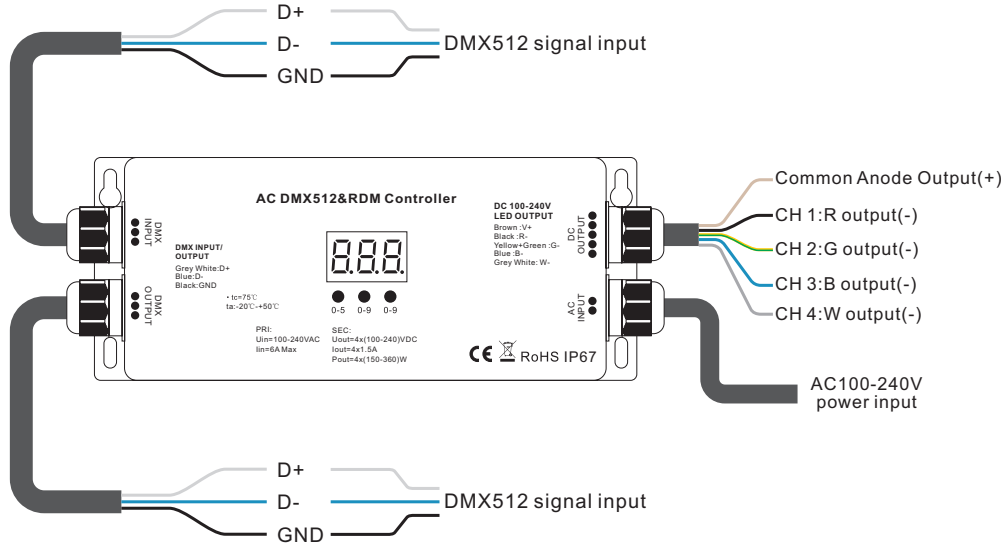 D+
D-
GND
DMX512 signal input
AC DMX512&RDM Controller
DMX
INPUT
DMX INPUT/
OUTPUT
Grey White:D+
Blue:D-
Black:GND
DMX
OUTPUT
• tc=75℃
ta:-20℃-+50℃
8.8.8.
0-5
0-9
0-9
PRI:
Uin=100-240VAC
Iin=6A Max
SEC:
Uout=4x(100-240)VDC
Iout=4x1.5A
Pout=4x(150-360)W
DC 100-240V
LED OUTPUT
Brown :V+
Black :R-
Yellow+Green :G-
Blue :B-
Grey White: W-
DC
OUTPUT
AC
INPUT
CE RoHS IP67
Common Anode Output(+)
CH 1:R output(-)
CH 2:G output(-)
CH 3:B output(-)
CH 4:W output(-)
AC100-240V
power input
D+
D-
GND
DMX512 signal input